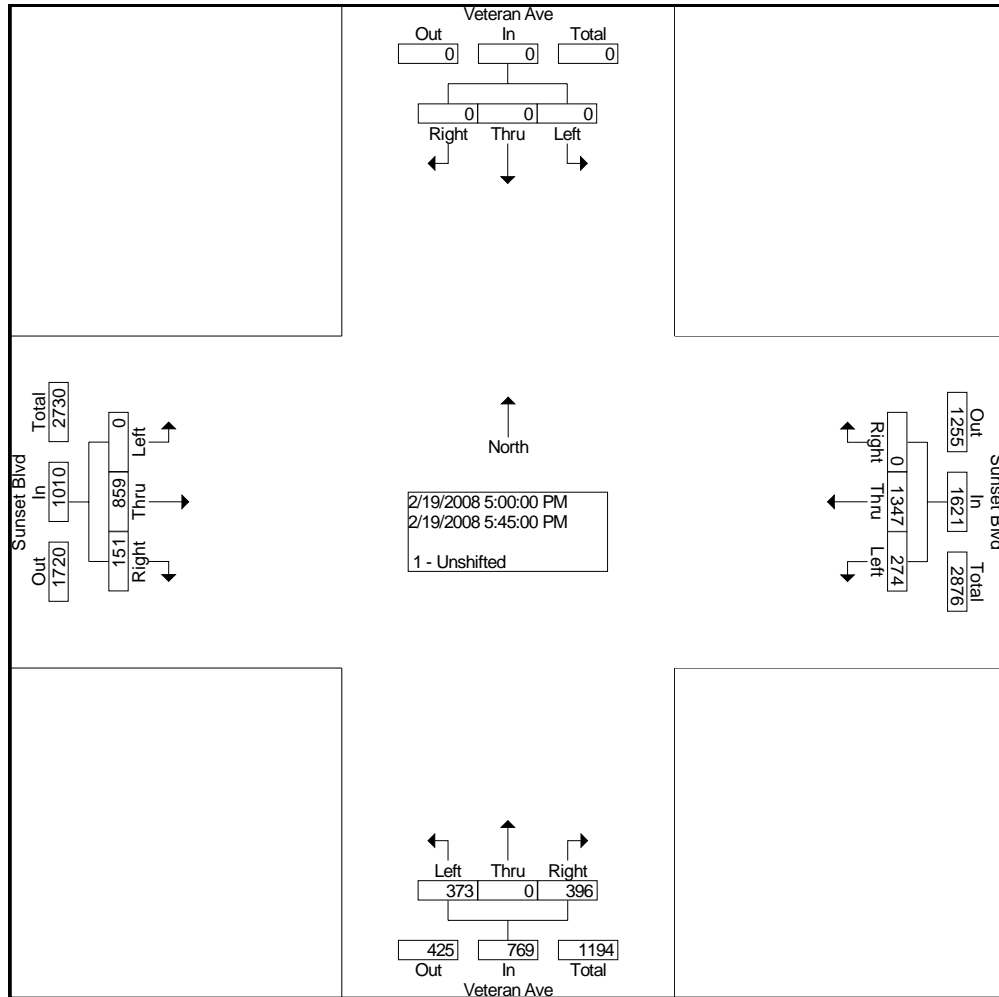 Veteran Ave
Out In Total
0 0 0
0 0 0
Right Thru Left
Sunset Blvd
Total In Out
2730 1010 1720
0 859 151
Left Thru Right
North
2/19/2008 5:00:00 PM
2/19/2008 5:45:00 PM
1 - Unshifted
Right Thru Left
0 1347 274
1255 1621 2876
Out In Total
Sunset Blvd
Left Thru Right
373 0 396
425 769 1194
Out In Total
Veteran Ave